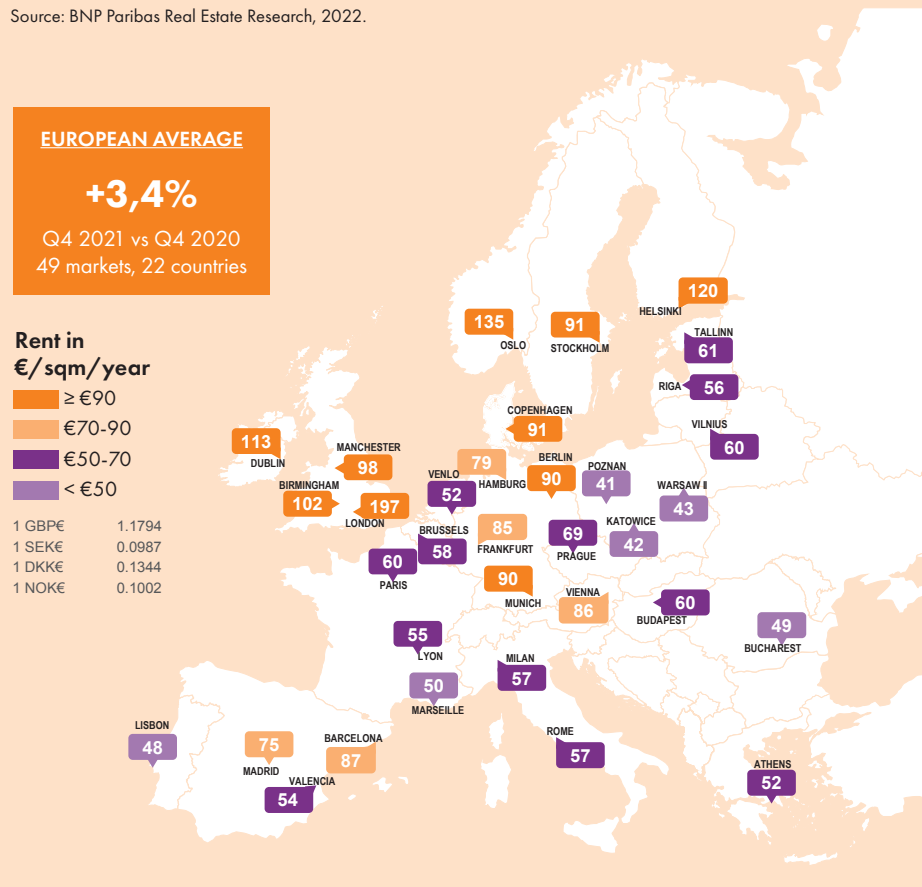 Source: BNP Paribas Real Estate Research, 2022.
EUROPEAN AVERAGE
+3,4%
Q4 2021 vs Q4 2020
49 markets, 22 countries
Rent in
€/sqm/year
≥ €90
€70-90
€50-70
< €50
1 GBP€ 1.1794
1 SEK€ 0.0987
1 DKK€ 0.1344
1 NOK€ 0.1002
120
HELSINKI
135
OSLO
91
STOCKHOLM
TALLINN
61
RIGA
56
COPENHAGEN
91
VILNIUS
60
113
DUBLIN
MANCHESTER
98
BIRMINGHAM
102
197
LONDON
VENLO
52
79
HAMBURG
BERLIN
90
POZNAN
41
WARSAW II
43
KATOWICE
42
BRUSSELS
58
85
FRANKFURT
69
PRAGUE
60
PARIS
90
MUNICH
VIENNA
86
60
BUDAPEST
49
BUCHAREST
55
LYON
MILAN
57
50
MARSEILLE
LISBON
48
75
MADRID
BARCELONA
87
VALENCIA
54
ROME
57
ATHENS
52